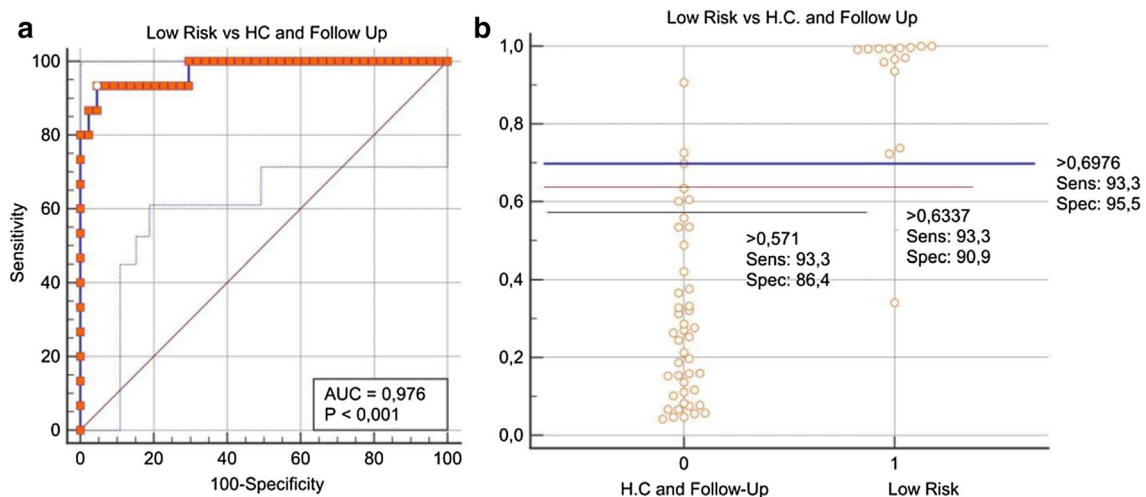 a
Low Risk vs HC and Follow Up
100
80
60
40
20
0
Sensitivity
AUC = 0,976
P < 0,001
0 20 40 60 80 100
100-Specificity
b
Low Risk vs H.C. and Follow Up
1,0
0,8
0,6
0,4
0,2
0,0
>0,6976
Sens: 93,3
Spec: 95,5
>0,6337
Sens: 93,3
Spec: 90,9
>0,571
Sens: 93,3
Spec: 86,4
0 1
H.C and Follow-Up Low Risk